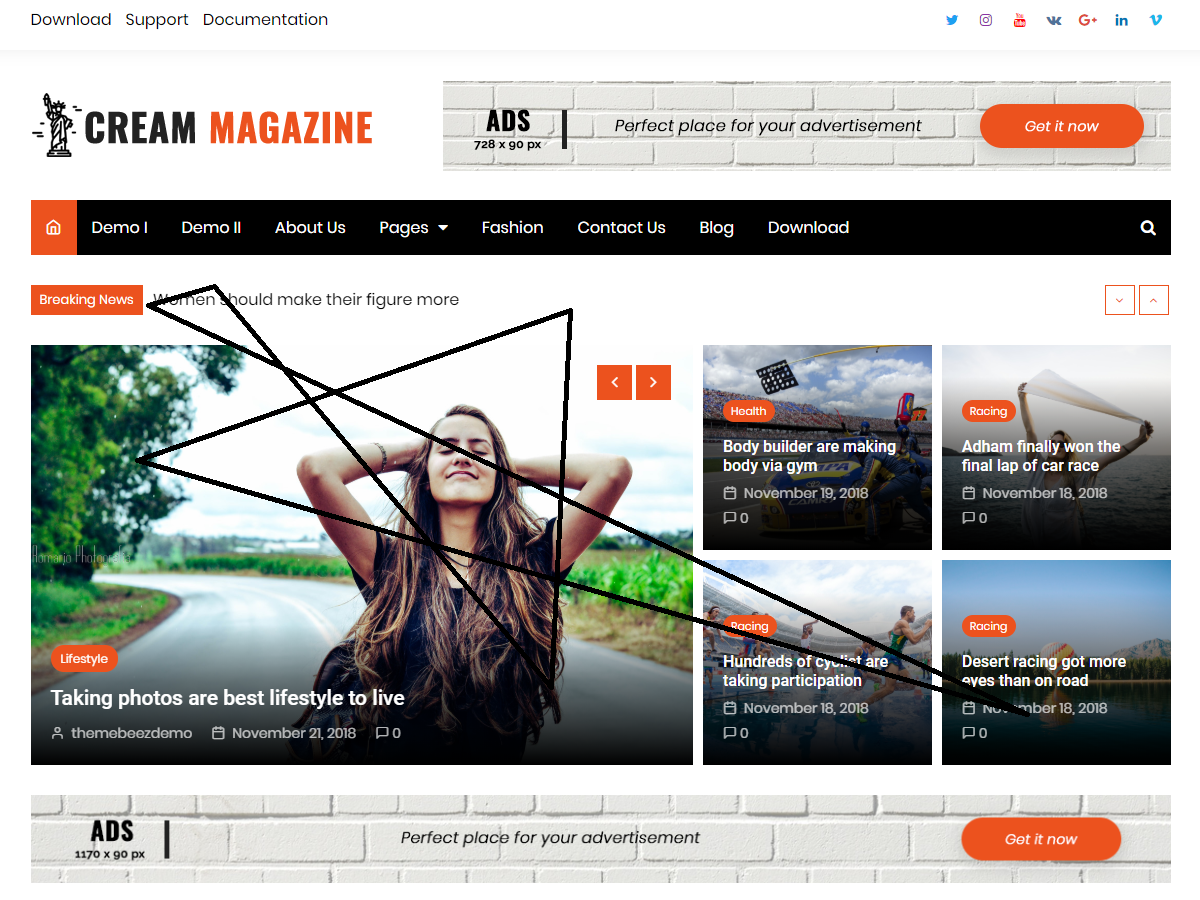 Download Support Documentation
CREAM MAGAZINE
ADS
728 x 90 px
Perfect place for your advertisement
Get it now
Demo I Demo II About Us Pages Fashion Contact Us Blog Download
Breaking News
Women should make their figure more
Lifestyle
Taking photos are best lifestyle to live
themebeezdemo November 21, 2018 0
Health
Body builder are making
body via gym
November 19, 2018
0
Racing
Adham finally won the
final lap of car race
November 18, 2018
0
Racing
Hundreds of cyclist are
taking participation
November 18, 2018
0
Racing
Desert racing got more
eyes than on road
November 18, 2018
0
ADS
1170 x 90 px
Perfect place for your advertisement
Get it now